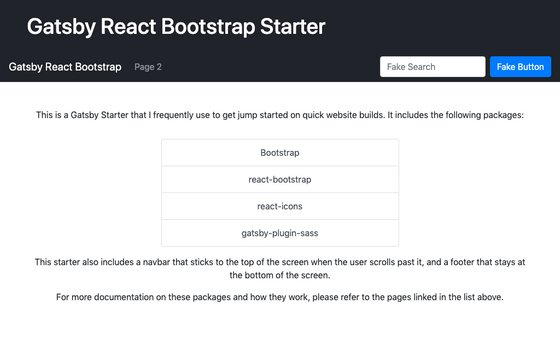 Gatsby React Bootstrap Starter
Gatsby React Bootstrap Page 2 Fake Search Fake Button
This is a Gatsby Starter that I frequently use to get jump started on quick website builds. It includes the following packages:
Bootstrap
react-bootstrap
react-icons
gatsby-plugin-sass
This starter also includes a navbar that sticks to the top of the screen when the user scrolls past it, and a footer that stays at
the bottom of the screen.
For more documentation on these packages and how they work, please refer to the pages linked in the list above.